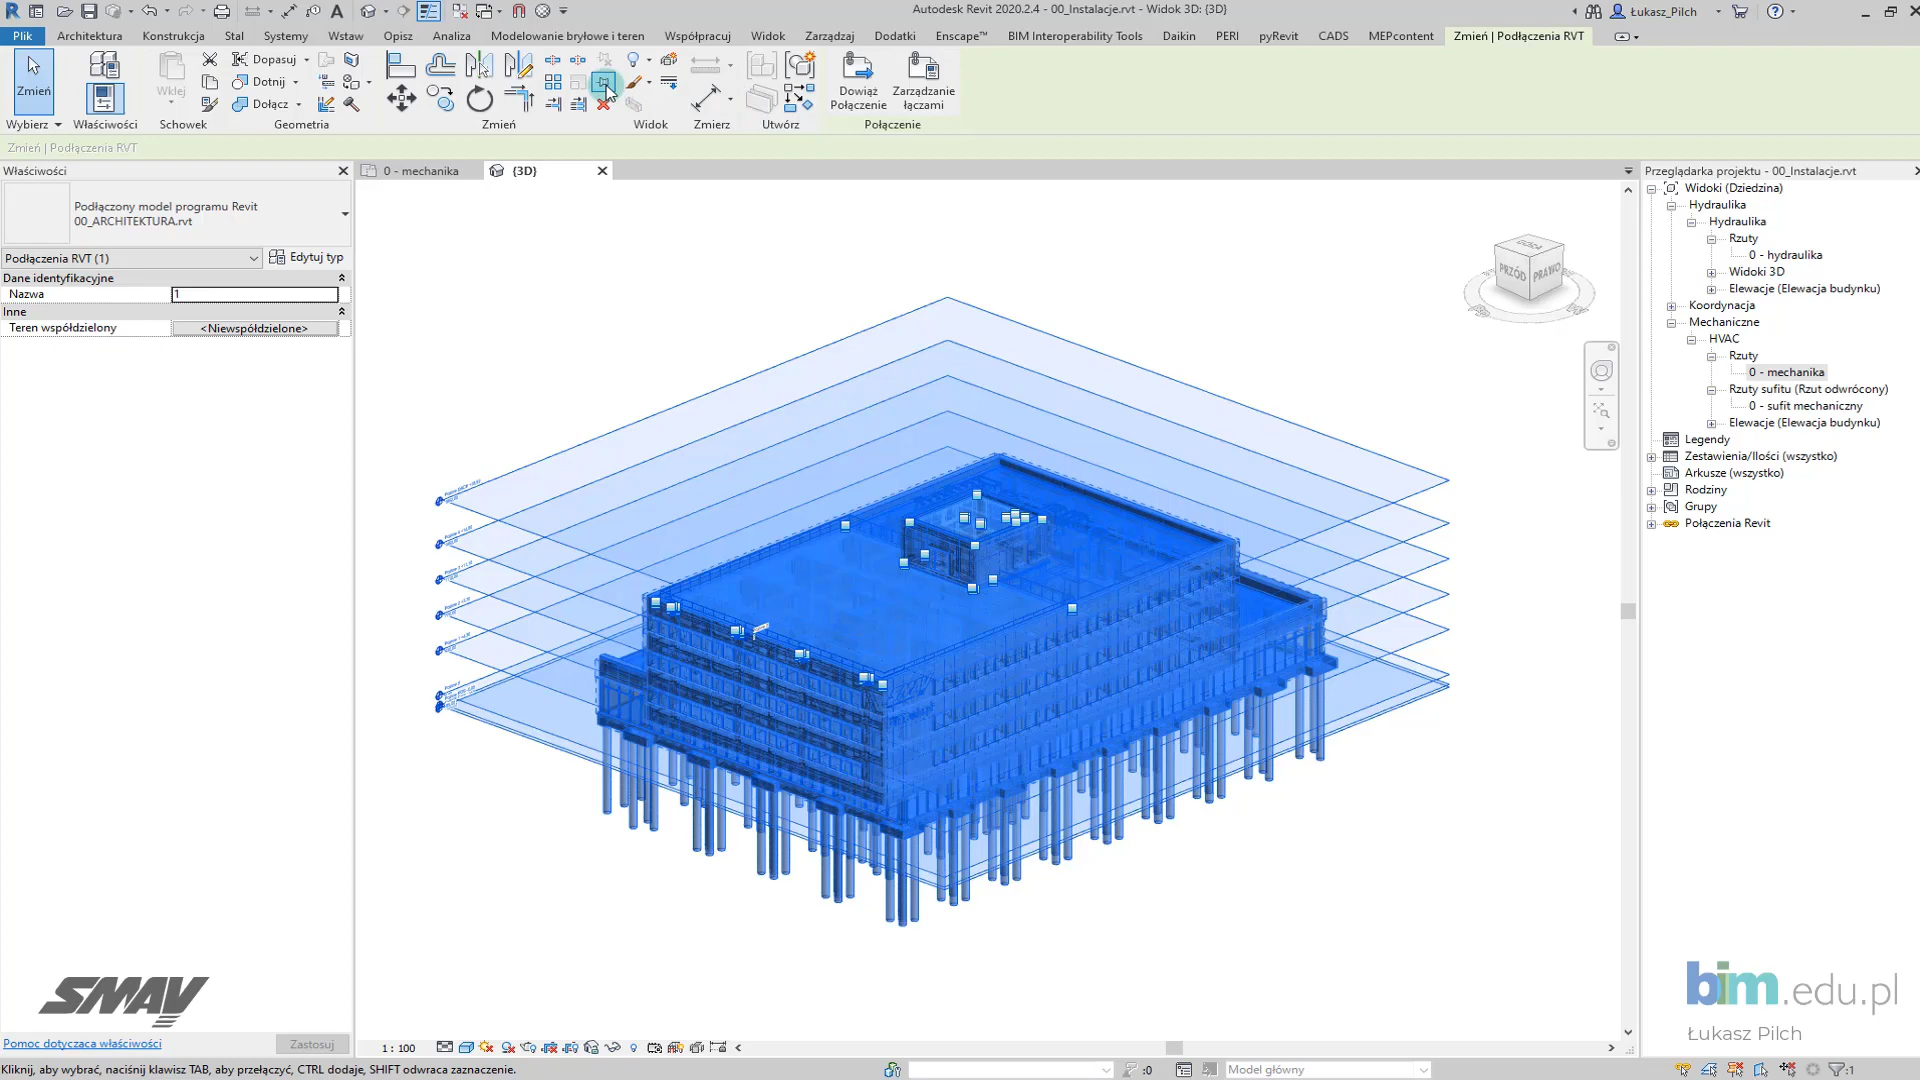 Autodesk Revit 2020.2.4 - 00_Instalacje.rvt - Widok 3D: {3D}
Łukasz_Pilch
Plik
Architektura
Konstrukcja
Stal
Systemy
Wstaw
Opisz
Analiza
Modelowanie bryłowe i teren
Współpracuj
Widok
Zarządzaj
Dodatki
Enscape™
BIM Interoperability Tools
Daikin
PERI
pyRevit
CADS
MEPcontent
Zmień | Podłączenia RVT
Zmień
Wklej
Dopasuj
Dotnij
Dołącz
Dowiąż
Połączenie
Zarządzanie
łączami
Wybierz
Właściwości
Schowek
Geometria
Zmień
Widok
Zmierz
Utwórz
Połączenie
Zmień | Podłączenia RVT
Właściwości
0 - mechanika
{3D}
Przeglądarka projektu - 00_Instalacje.rvt
Podłączony model programu Revit
00_ARCHITEKTURA.rvt
Podłączenia RVT (1)
Edytuj typ
Dane identyfikacyjne
Nazwa
1
Inne
Teren współdzielony
<Niewspółdzielone>
GÓRA
PRZÓD
PRAWO
Widoki (Dziedzina)
Hydraulika
Hydraulika
Rzuty
0 - hydraulika
Widoki 3D
Elewacje (Elewacja budynku)
Koordynacja
Mechaniczne
HVAC
Rzuty
0 - mechanika
Rzuty sufitu (Rzut odwrócony)
0 - sufit mechaniczny
Elewacje (Elewacja budynku)
Legendy
Zestawienia/Ilości (wszystko)
Arkusze (wszystko)
Rodziny
Grupy
Połączenia Revit
SMAY
bim.edu.pl
Łukasz Pilch
Pomoc dotycząca właściwości
Zastosuj
1 : 100
Kliknij, aby wybrać, naciśnij klawisz TAB, aby przełączyć, CTRL dodaje, SHIFT odwraca zaznaczenie.
:0
Model główny
:1